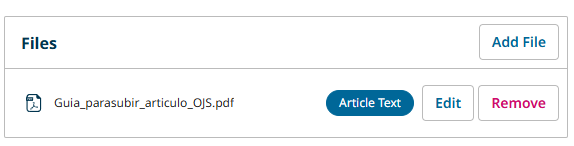 Files
Add File
Guia_parasubir_articulo_OJS.pdf
Article Text
Edit
Remove